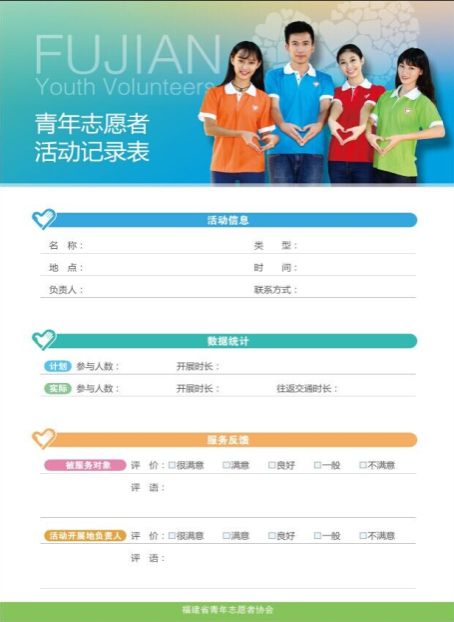 FUJIAN
Youth Volunteers
青年志愿者
活动记录表
活动信息
名 称： 类 型：
地 点： 时 间：
负责人： 联系方式：
数据统计
计划 参与人数： 开展时长：
实际 参与人数： 开展时长： 往返交通时长：
服务反馈
被服务对象 评 价：□很满意 □满意 □良好 □一般 □不满意
评 语：
活动开展地负责人 评 价：□很满意 □满意 □良好 □一般 □不满意
评 语：
福建省青年志愿者协会